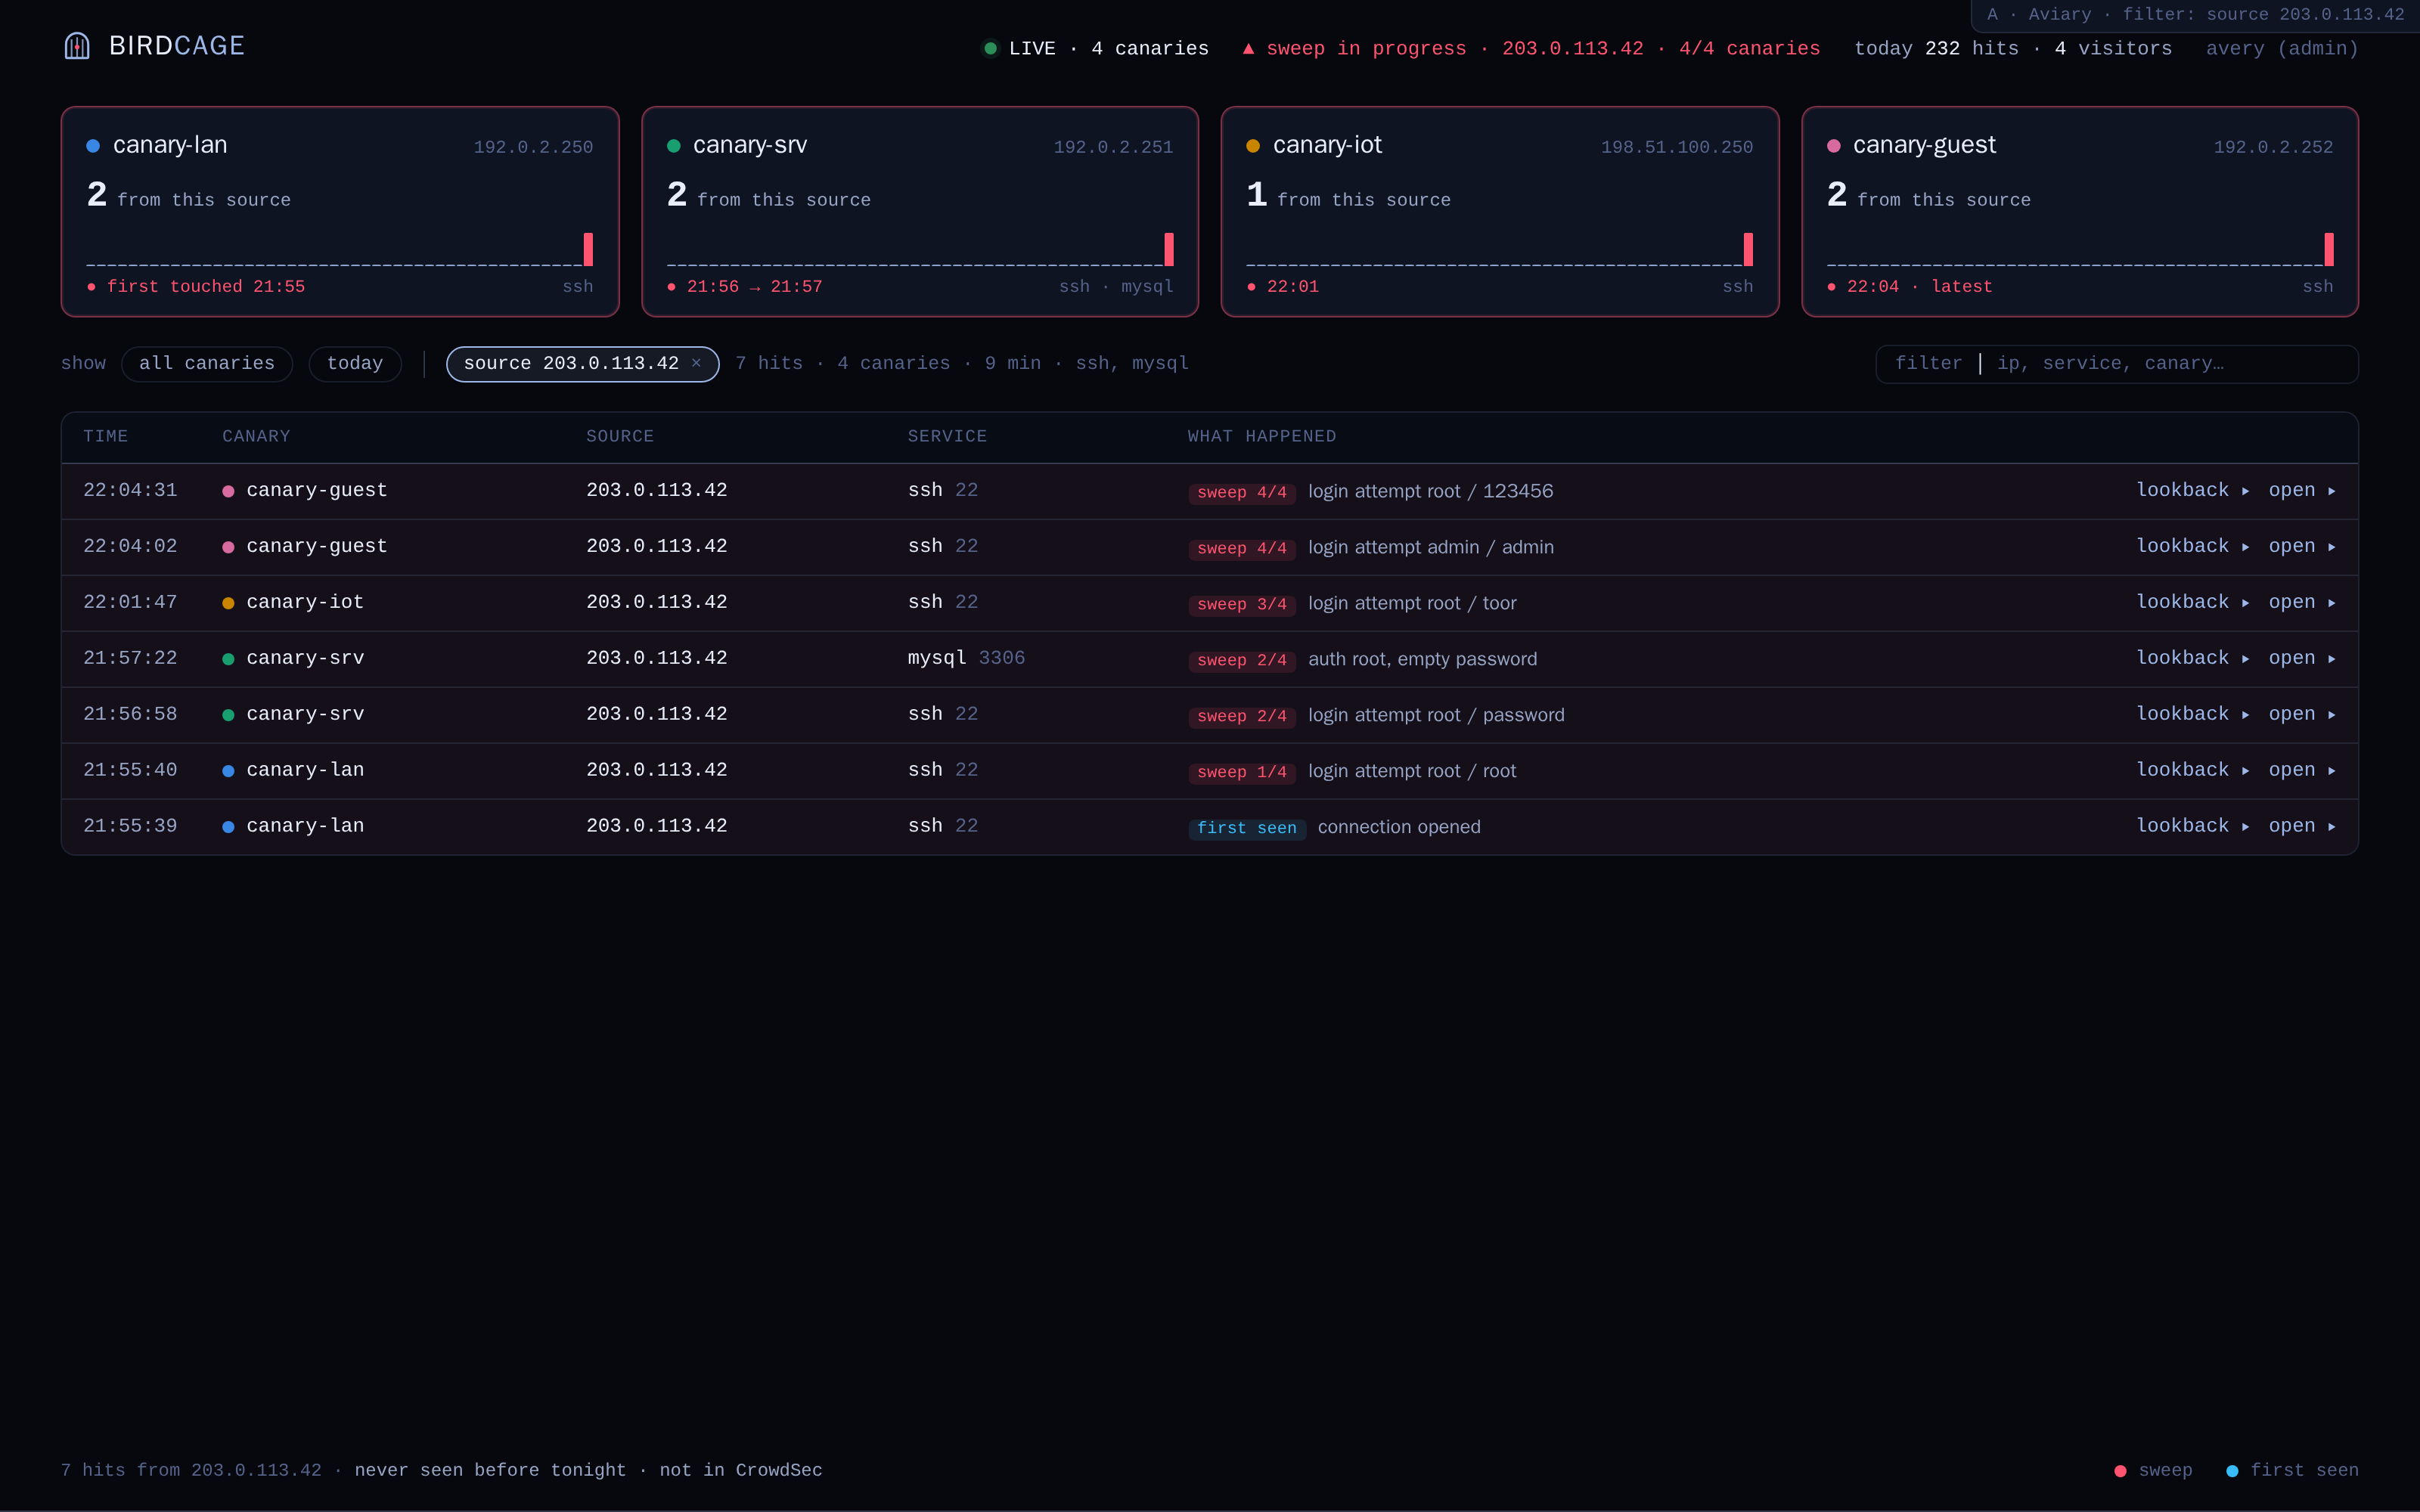 A · Aviary · filter: source 203.0.113.42
BIRDCAGE
LIVE · 4 canaries ▲ sweep in progress · 203.0.113.42 · 4/4 canaries today 232 hits · 4 visitors avery (admin)
canary-lan 192.0.2.250
2 from this source
● first touched 21:55 ssh
canary-srv 192.0.2.251
2 from this source
● 21:56 → 21:57 ssh · mysql
canary-iot 198.51.100.250
1 from this source
● 22:01 ssh
canary-guest 192.0.2.252
2 from this source
● 22:04 · latest ssh
show all canaries today source 203.0.113.42 × 7 hits · 4 canaries · 9 min · ssh, mysql filter ip, service, canary…
TIME CANARY SOURCE SERVICE WHAT HAPPENED
22:04:31 canary-guest 203.0.113.42 ssh 22 sweep 4/4 login attempt root / 123456 lookback ▸ open ▸
22:04:02 canary-guest 203.0.113.42 ssh 22 sweep 4/4 login attempt admin / admin lookback ▸ open ▸
22:01:47 canary-iot 203.0.113.42 ssh 22 sweep 3/4 login attempt root / toor lookback ▸ open ▸
21:57:22 canary-srv 203.0.113.42 mysql 3306 sweep 2/4 auth root, empty password lookback ▸ open ▸
21:56:58 canary-srv 203.0.113.42 ssh 22 sweep 2/4 login attempt root / password lookback ▸ open ▸
21:55:40 canary-lan 203.0.113.42 ssh 22 sweep 1/4 login attempt root / root lookback ▸ open ▸
21:55:39 canary-lan 203.0.113.42 ssh 22 first seen connection opened lookback ▸ open ▸
7 hits from 203.0.113.42 · never seen before tonight · not in CrowdSec ● sweep ● first seen